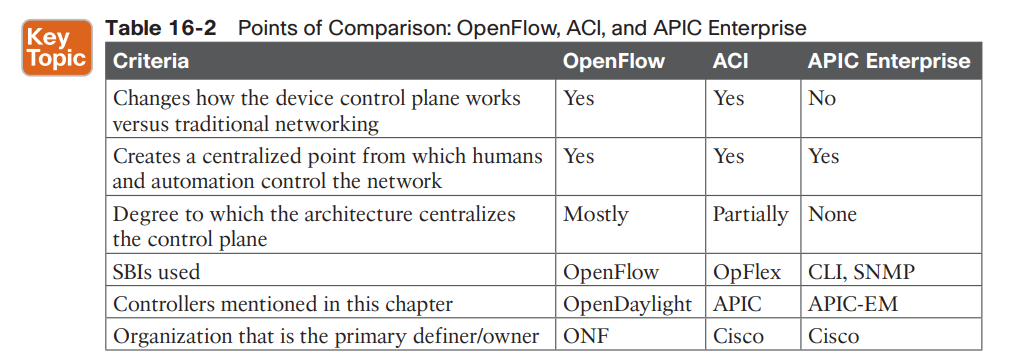 Key
Topic
Table 16-2 Points of Comparison: OpenFlow, ACI, and APIC Enterprise
Criteria OpenFlow ACI APIC Enterprise
Changes how the device control plane works Yes Yes No
versus traditional networking
Creates a centralized point from which humans Yes Yes Yes
and automation control the network
Degree to which the architecture centralizes Mostly Partially None
the control plane
SBIs used OpenFlow OpFlex CLI, SNMP
Controllers mentioned in this chapter OpenDaylight APIC APIC-EM
Organization that is the primary definer/owner ONF Cisco Cisco